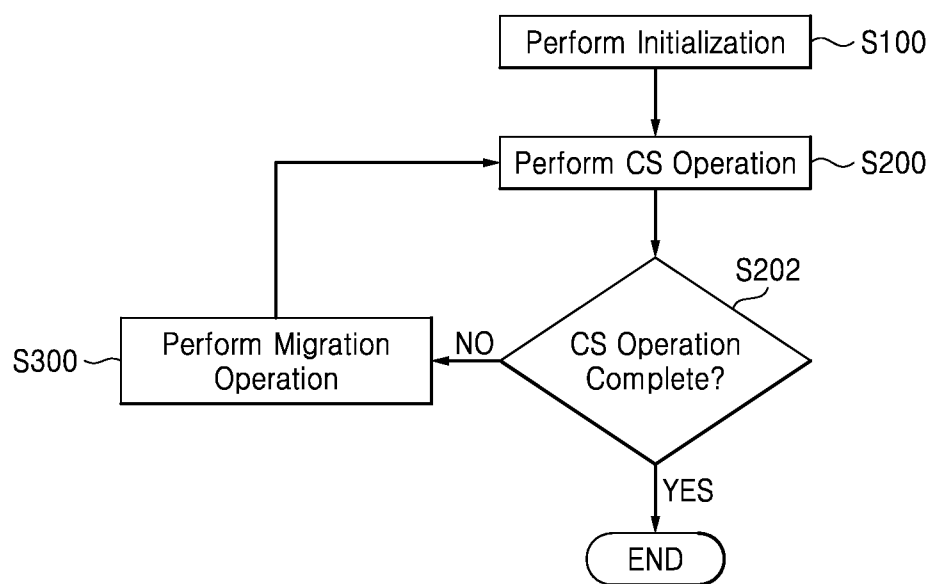 Perform Initialization
S100
Perform CS Operation
S200
S202
CS Operation
Complete?
NO
Perform Migration
Operation
S300
YES
END